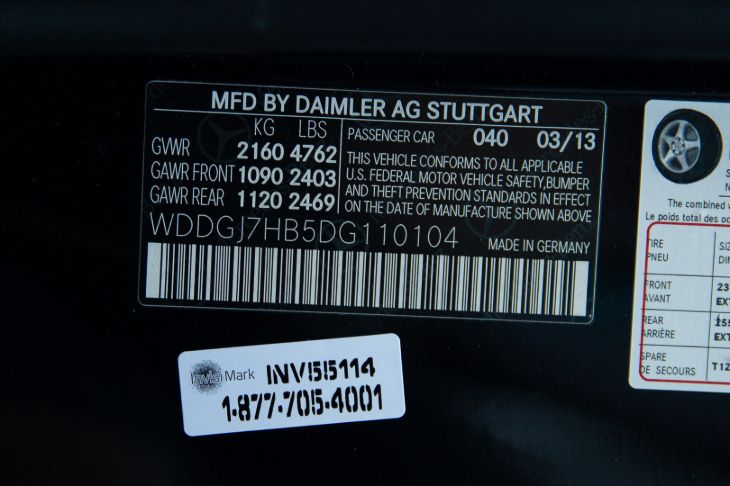 MFD BY DAIMLER AG STUTTGART
KG LBS
GVWR 2160 4762
GAWR FRONT 1090 2403
GAWR REAR 1120 2469
PASSENGER CAR 040 03/13
THIS VEHICLE CONFORMS TO ALL APPLICABLE
U.S. FEDERAL MOTOR VEHICLE SAFETY,BUMPER
AND THEFT PREVENTION STANDARDS IN EFFECT
ON THE DATE OF MANUFACTURE SHOWN ABOVE
WDDGJ7HB5DG110104 MADE IN GERMANY
InvisiMark INV55114
1-877-705-4001
The combined w
Le poids total des oc
TIRE
PNEU
FRONT
AVANT
REAR
ARRIÈRE
SPARE
DE SECOURS